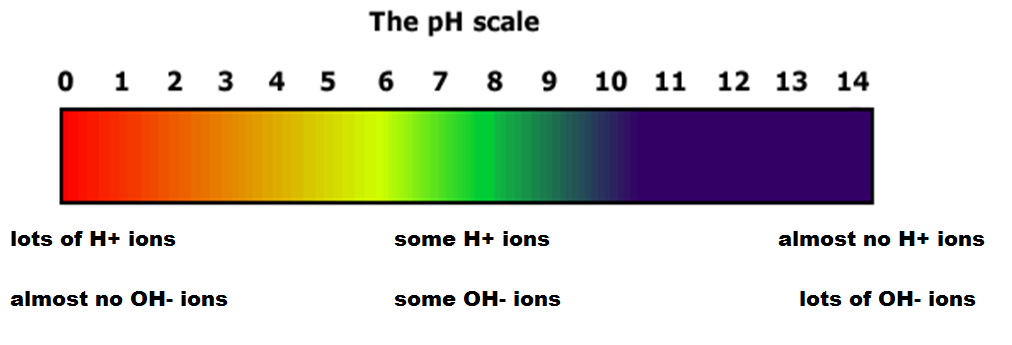 The pH scale
0 1 2 3 4 5 6 7 8 9 10 11 12 13 14
lots of H+ ions some H+ ions almost no H+ ions
almost no OH- ions some OH- ions lots of OH- ions